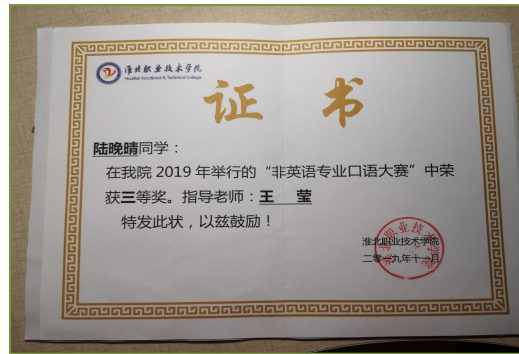 淮北职业技术学院
Huaibei Vocational & Technical College
证 书
陆晚晴同学：
在我院 2019 年举行的“非英语专业口语大赛”中荣
获三等奖。指导老师：王 莹
特发此状，以兹鼓励！
淮北职业技术学院
二零一九年十一月